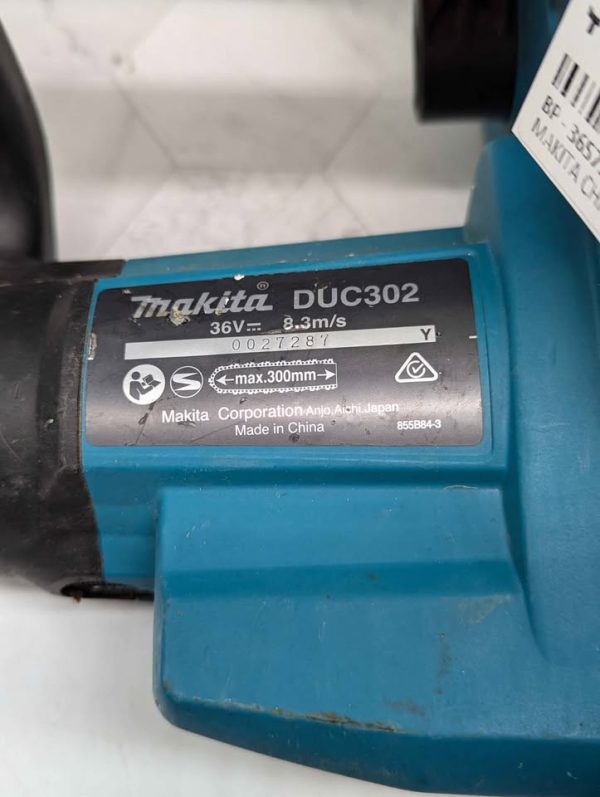 makita® DUC302
36V 8.3m/s
0027287 Y
max.300mm
Makita Corporation Anjo,Aichi,Japan
Made in China 855B84-3
BF - 3657
MAKITA CHA